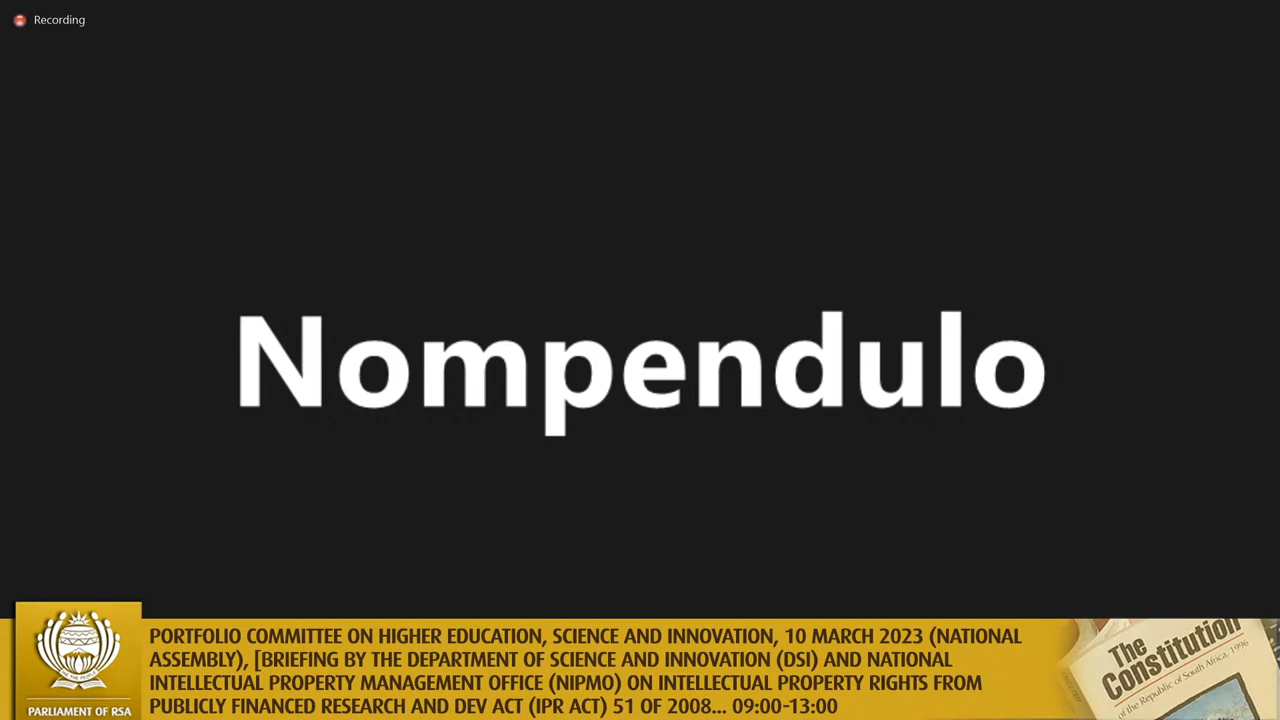 Recording
Nompendulo
PORTFOLIO COMMITTEE ON HIGHER EDUCATION, SCIENCE AND INNOVATION, 10 MARCH 2023 (NATIONAL
ASSEMBLY), [BRIEFING BY THE DEPARTMENT OF SCIENCE AND INNOVATION (DSI) AND NATIONAL
INTELLECTUAL PROPERTY MANAGEMENT OFFICE (NIPMO) ON INTELLECTUAL PROPERTY RIGHTS FROM
PUBLICLY FINANCED RESEARCH AND DEV ACT (IPR ACT) 51 OF 2008... 09:00-13:00
PARLIAMENT OF RSA
The
Constitution
of the Republic of South Africa, 1996